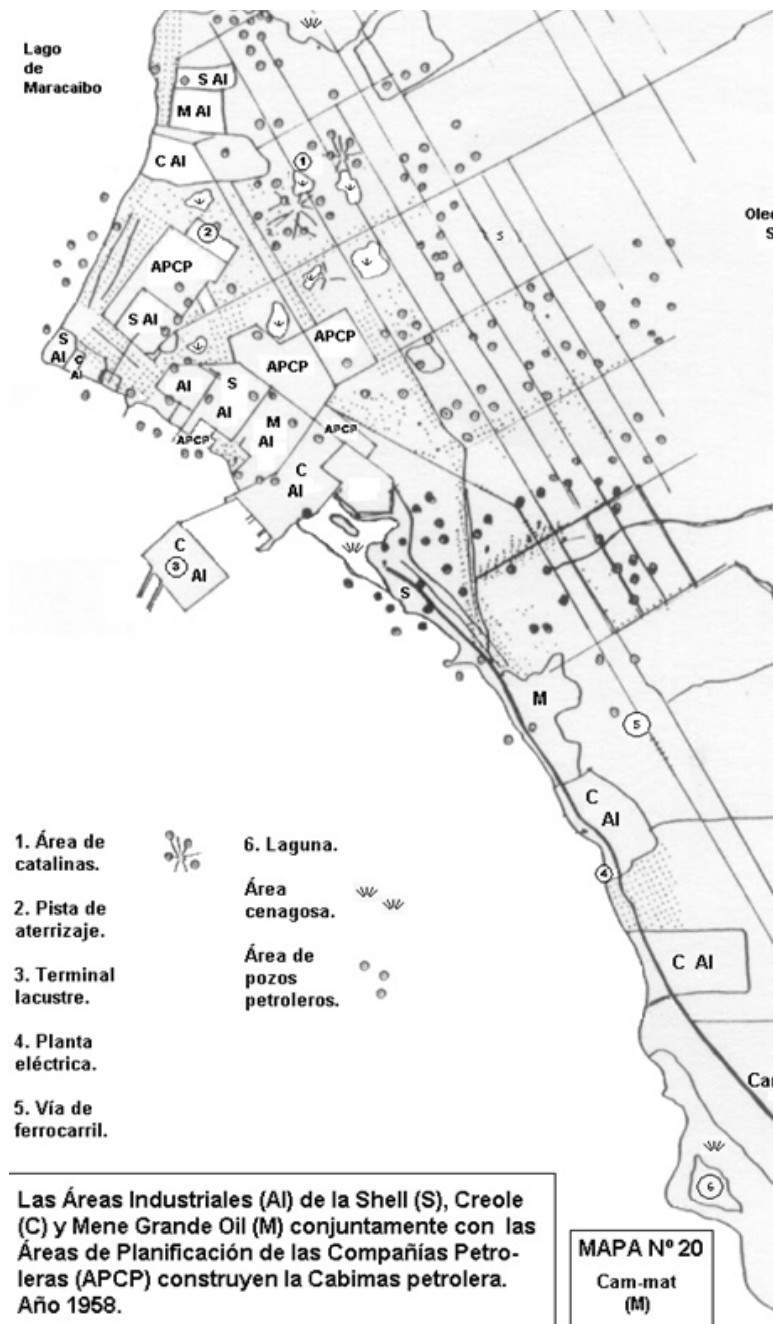 Lago
de
Maracaibo
S AI
M AI
C AI
1
2
APCP
S AI
S
AI
C
AI
S
Oleo
S
APCP
APCP
AI
S
AI
M
AI
APCP
APCP
C
AI
C
3
AI
S
M
5
C
AI
4
C AI
Car
6
1. Área de
catalinas.
2. Pista de
aterrizaje.
3. Terminal
lacustre.
4. Planta
eléctrica.
5. Vía de
ferrocarril.
6. Laguna.
Área
cenagosa.
Área de
pozos
petroleros.
Las Áreas Industriales (AI) de la Shell (S), Creole
(C) y Mene Grande Oil (M) conjuntamente con las
Áreas de Planificación de las Compañías Petro-
leras (APCP) construyen la Cabimas petrolera.
Año 1958.
MAPA Nº 20
Cam-mat
(M)